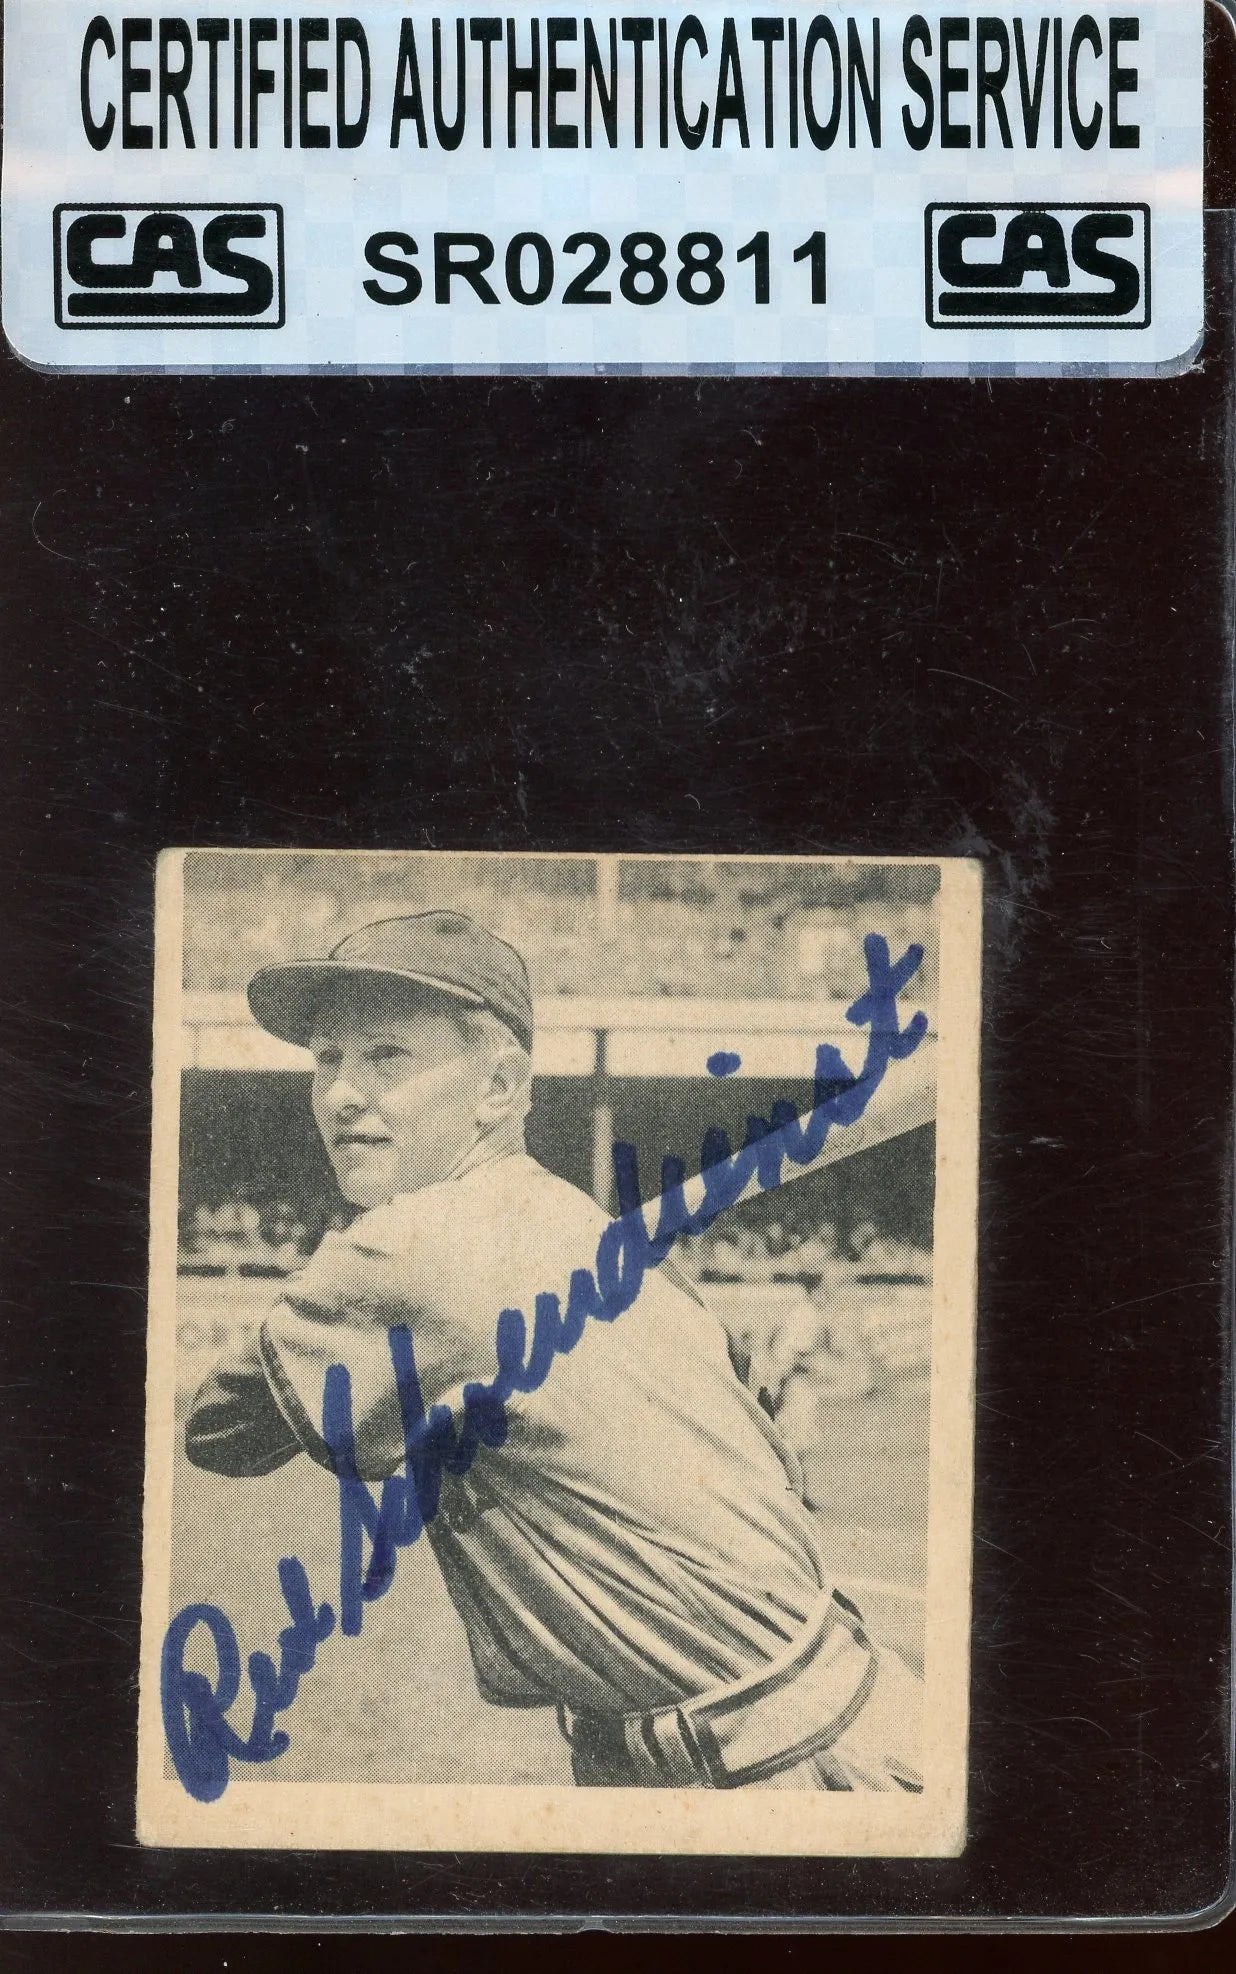 CERTIFIED AUTHENTICATION SERVICE
CAS SR028811 CAS
Red Schoendienst